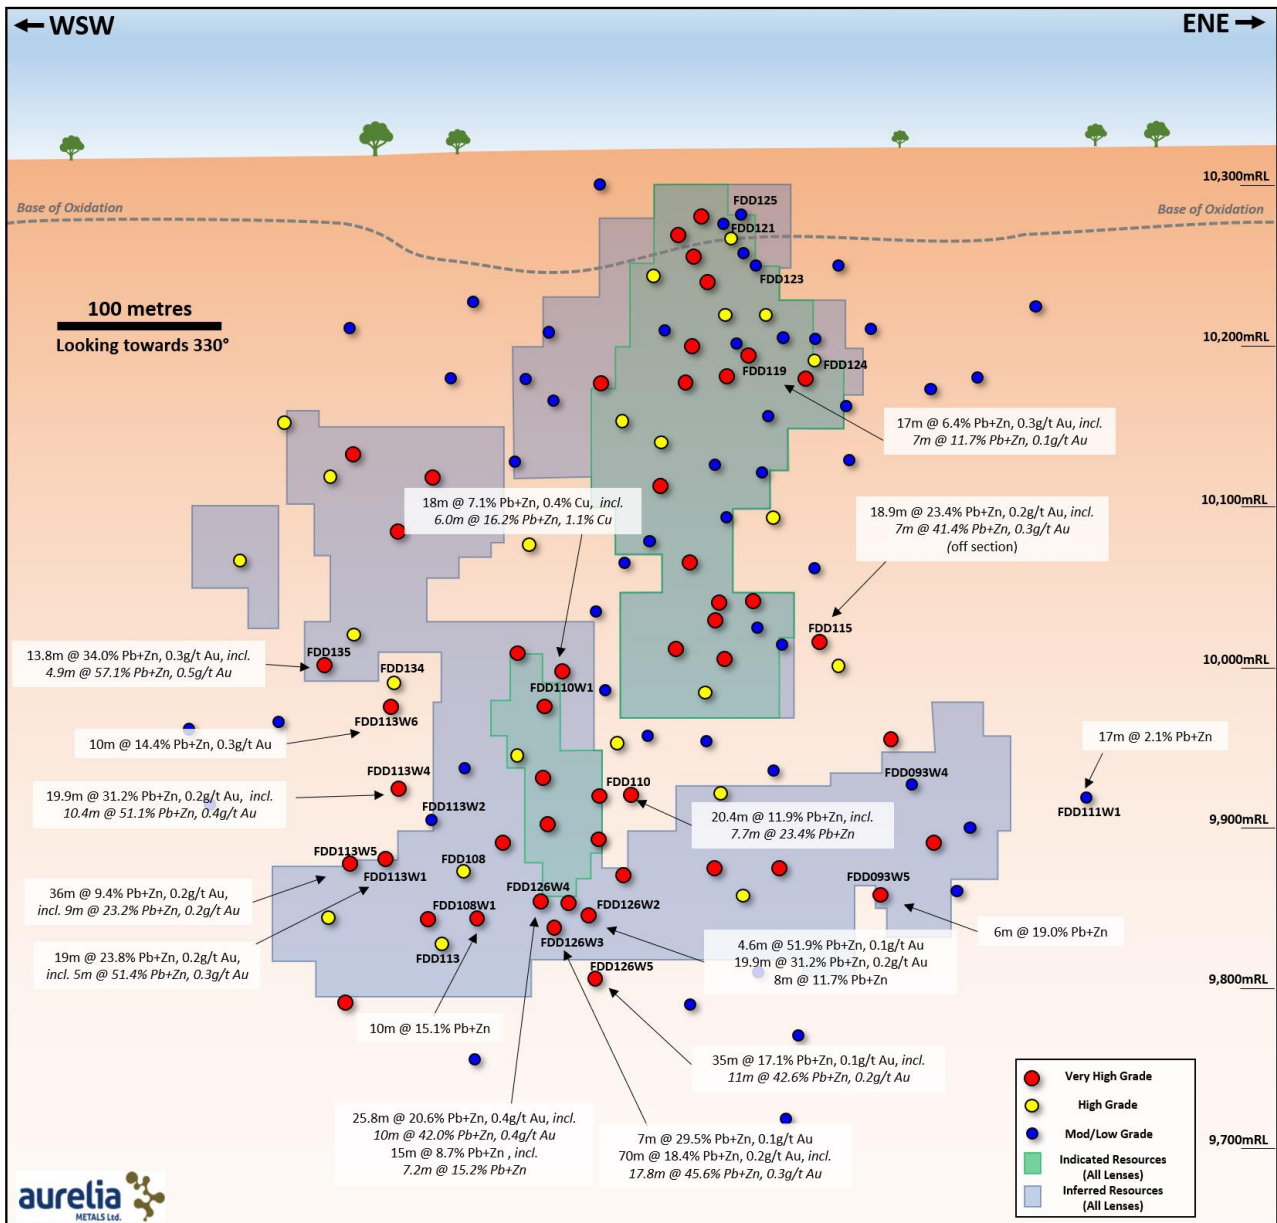 WSW
ENE
10,300mRL
Base of Oxidation
Base of Oxidation
FDD125
FDD121
FDD123
100 metres
Looking towards 330°
10,200mRL
FDD119
FDD124
17m @ 6.4% Pb+Zn, 0.3g/t Au, incl.
7m @ 11.7% Pb+Zn, 0.1g/t Au
18m @ 7.1% Pb+Zn, 0.4% Cu, incl.
6.0m @ 16.2% Pb+Zn, 1.1% Cu
10,100mRL
18.9m @ 23.4% Pb+Zn, 0.2g/t Au, incl.
7m @ 41.4% Pb+Zn, 0.3g/t Au
(off section)
FDD115
13.8m @ 34.0% Pb+Zn, 0.3g/t Au, incl.
4.9m @ 57.1% Pb+Zn, 0.5g/t Au
FDD135
FDD134
FDD110W1
10,000mRL
FDD113W6
10m @ 14.4% Pb+Zn, 0.3g/t Au
17m @ 2.1% Pb+Zn
FDD113W4
FDD110
FDD093W4
19.9m @ 31.2% Pb+Zn, 0.2g/t Au, incl.
10.4m @ 51.1% Pb+Zn, 0.4g/t Au
FDD113W2
FDD111W1
20.4m @ 11.9% Pb+Zn, incl.
7.7m @ 23.4% Pb+Zn
9,900mRL
FDD113W5
FDD113W1
FDD108
FDD126W4
FDD126W2
FDD093W5
36m @ 9.4% Pb+Zn, 0.2g/t Au,
incl. 9m @ 23.2% Pb+Zn, 0.2g/t Au
FDD108W1
FDD126W3
6m @ 19.0% Pb+Zn
19m @ 23.8% Pb+Zn, 0.2g/t Au,
incl. 5m @ 51.4% Pb+Zn, 0.3g/t Au
FDD113
4.6m @ 51.9% Pb+Zn, 0.1g/t Au
19.9m @ 31.2% Pb+Zn, 0.2g/t Au
8m @ 11.7% Pb+Zn
FDD126W5
9,800mRL
10m @ 15.1% Pb+Zn
35m @ 17.1% Pb+Zn, 0.1g/t Au, incl.
11m @ 42.6% Pb+Zn, 0.2g/t Au
25.8m @ 20.6% Pb+Zn, 0.4g/t Au, incl.
10m @ 42.0% Pb+Zn, 0.4g/t Au
15m @ 8.7% Pb+Zn , incl.
7.2m @ 15.2% Pb+Zn
7m @ 29.5% Pb+Zn, 0.1g/t Au
70m @ 18.4% Pb+Zn, 0.2g/t Au, incl.
17.8m @ 45.6% Pb+Zn, 0.3g/t Au
9,700mRL
Very High Grade
High Grade
Mod/Low Grade
Indicated Resources
(All Lenses)
Inferred Resources
(All Lenses)
aurelia
METALS Ltd.